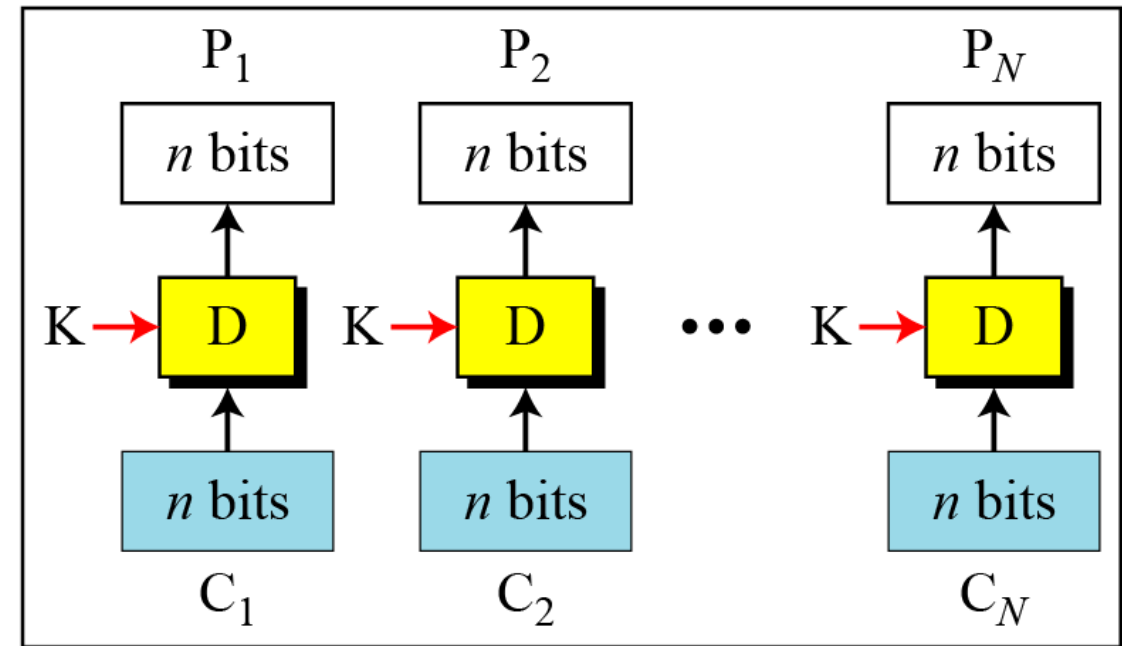 P1 P2 PN
n bits n bits n bits
K D K D ••• K D
n bits n bits n bits
C1 C2 CN